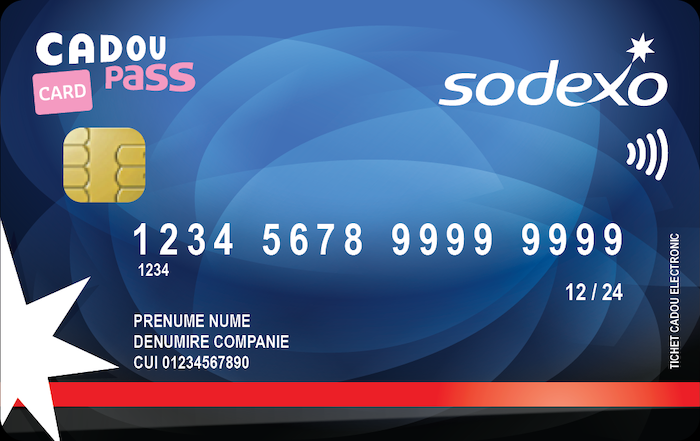 CADOU
CARD pass
sodexo
1234 5678 9999 9999
1234
12 / 24
PRENUME NUME
DENUMIRE COMPANIE
CUI 01234567890
TICHET CADOU ELECTRONIC